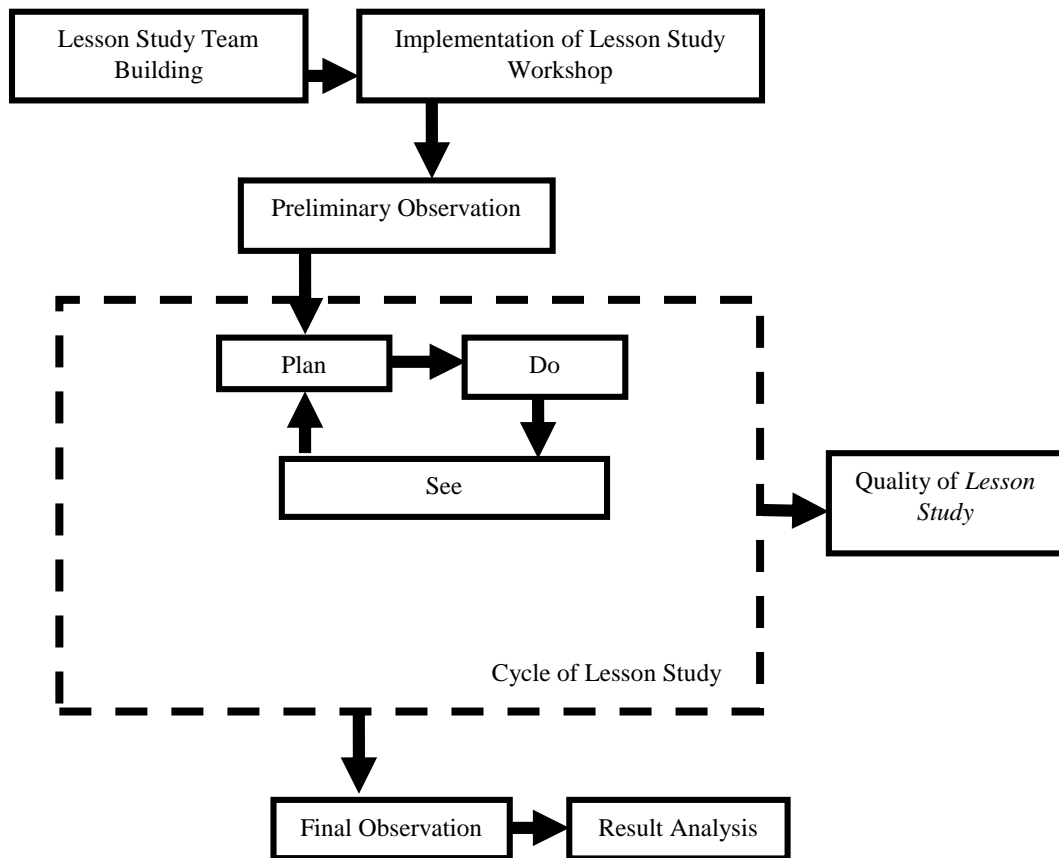 Lesson Study Team
Building
Implementation of Lesson Study
Workshop
Preliminary Observation
Plan
Do
See
Quality of Lesson
Study
Cycle of Lesson Study
Final Observation
Result Analysis